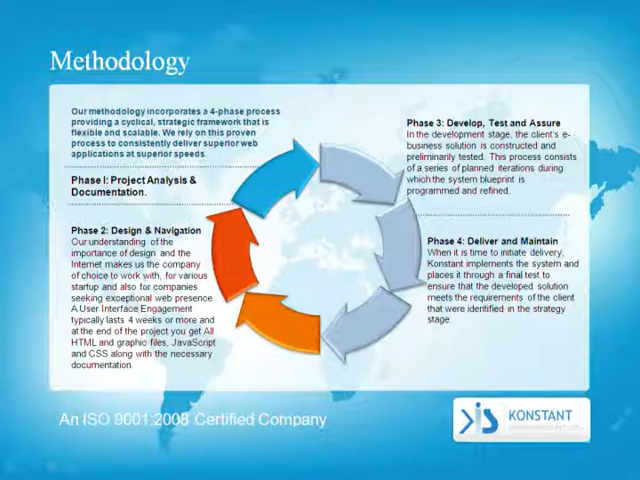 Methodology
Our methodology incorporates a 4-phase process
providing a cyclical, strategic framework that is
flexible and scalable. We rely on this proven
process to consistently deliver superior web
applications at superior speeds.
Phase I: Project Analysis &
Documentation.
Phase 2: Design & Navigation
Our understanding of the
importance of design and the
Internet makes us the company
of choice to work with, for various
startup and also for companies
seeking exceptional web presence
A User Interface Engagement
typically lasts 4 weeks or more and
at the end of the project you get All
HTML and graphic files, JavaScript
and CSS along with the necessary
documentation.
Phase 3: Develop, Test and Assure
In the development stage, the client's e-
business solution is constructed and
preliminarily tested. This process consists
of a series of planned iterations during
which the system blueprint is
programmed and refined.
Phase 4: Deliver and Maintain
When it is time to initiate delivery,
Konstant implements the system and
places it through a final test to
ensure that the developed solution
meets the requirements of the client
that were identified in the strategy
stage.
An ISO 9001:2008 Certified Company
KIS KONSTANT